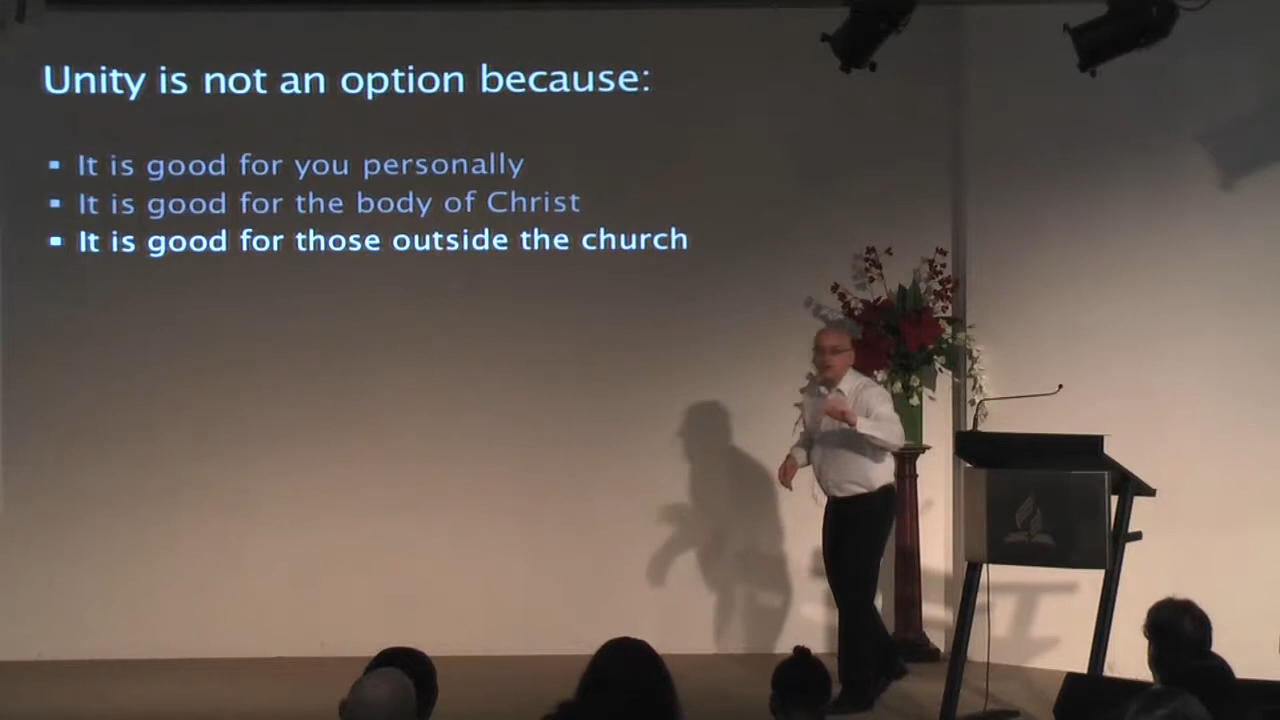 Unity is not an option because:
▪ It is good for you personally
▪ It is good for the body of Christ
▪ It is good for those outside the church